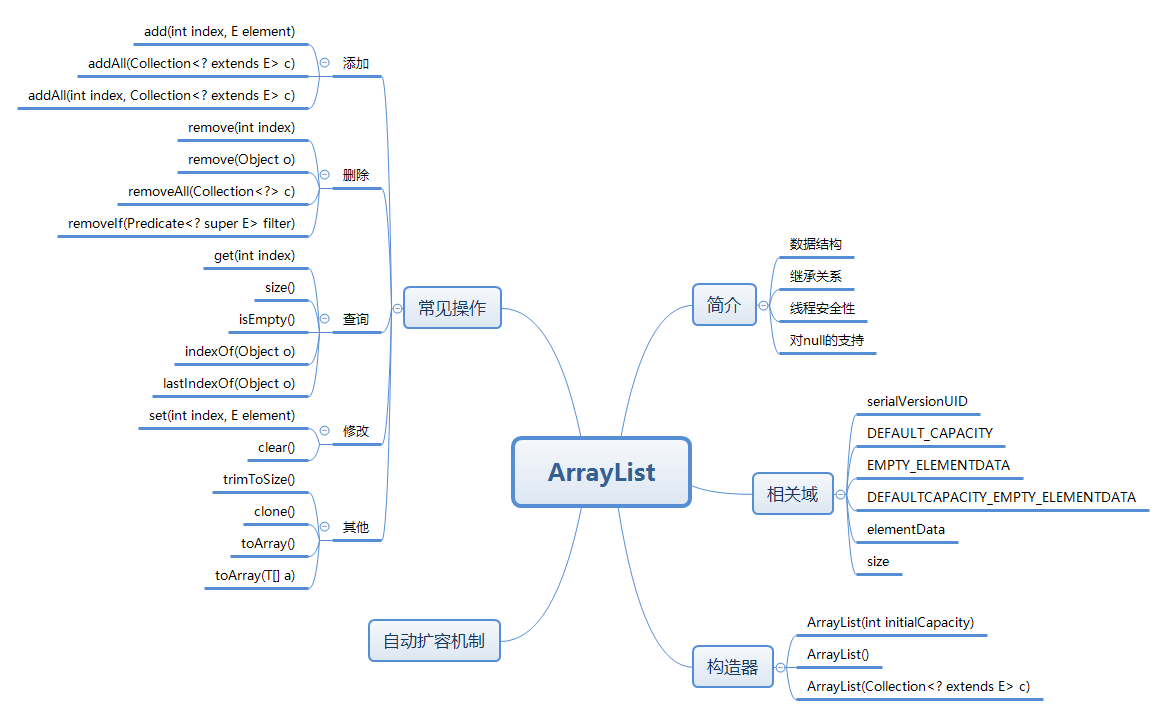 ArrayList
简介
数据结构
继承关系
线程安全性
对null的支持
相关域
serialVersionUID
DEFAULT_CAPACITY
EMPTY_ELEMENTDATA
DEFAULTCAPACITY_EMPTY_ELEMENTDATA
elementData
size
构造器
ArrayList(int initialCapacity)
ArrayList()
ArrayList(Collection<? extends E> c)
自动扩容机制
常见操作
添加
add(int index, E element)
addAll(Collection<? extends E> c)
addAll(int index, Collection<? extends E> c)
删除
remove(int index)
remove(Object o)
removeAll(Collection<?> c)
removeIf(Predicate<? super E> filter)
查询
get(int index)
size()
isEmpty()
indexOf(Object o)
lastIndexOf(Object o)
修改
set(int index, E element)
clear()
其他
trimToSize()
clone()
toArray()
toArray(T[] a)